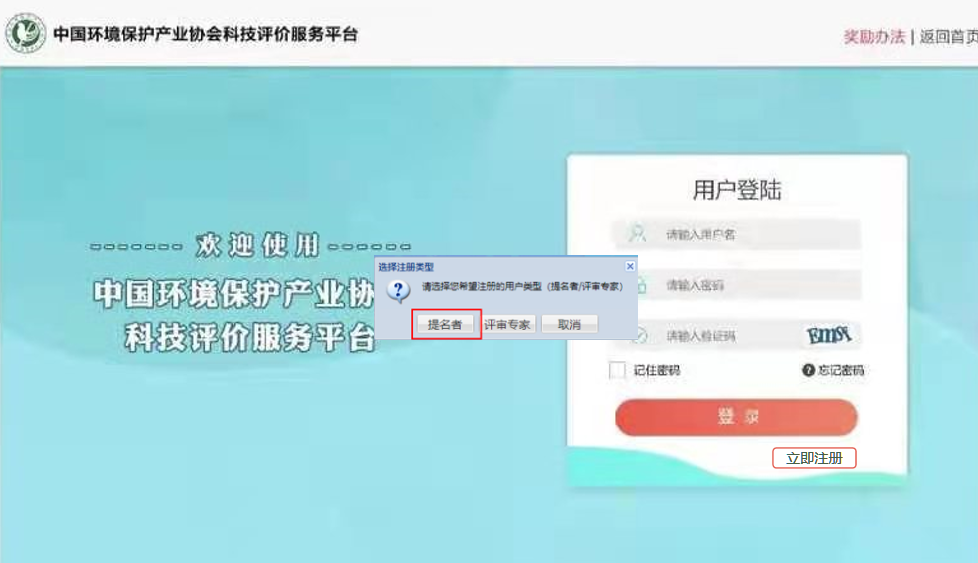 中国环境保护产业协会科技评价服务平台
奖励办法 | 返回首页
用户登陆
请输入用户名
------- 欢迎使用 -------
选择注册类型
请选择您希望注册的用户类型（提名者/评审专家）
提名者 评审专家 取消
中国环境保护产业协
请输入密码
科技评价服务平台
请输入验证码
记住密码 忘记密码
登 录
立即注册